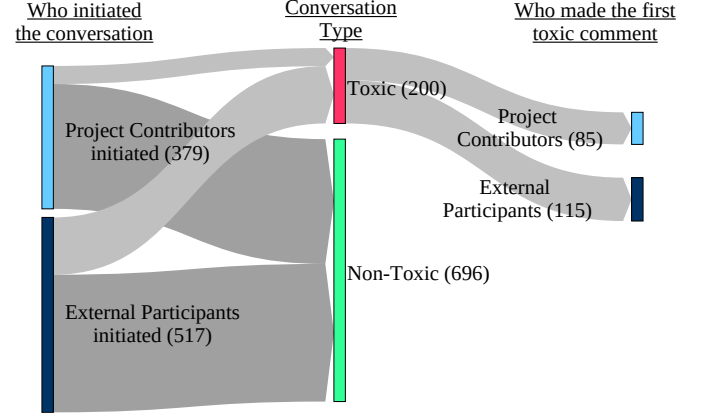 Who initiated
the conversation
Conversation
Type
Who made the first
toxic comment
Project Contributors
initiated (379)
External Participants
initiated (517)
Toxic (200)
Non-Toxic (696)
Project
Contributors (85)
External
Participants (115)